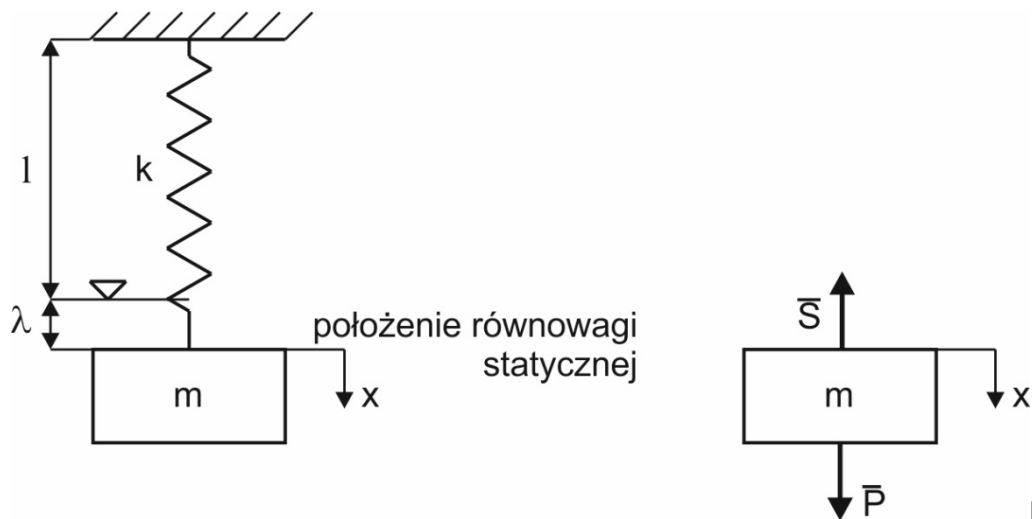 l
k
λ
położenie równowagi
statycznej
m
x
S̅
m
x
P̅